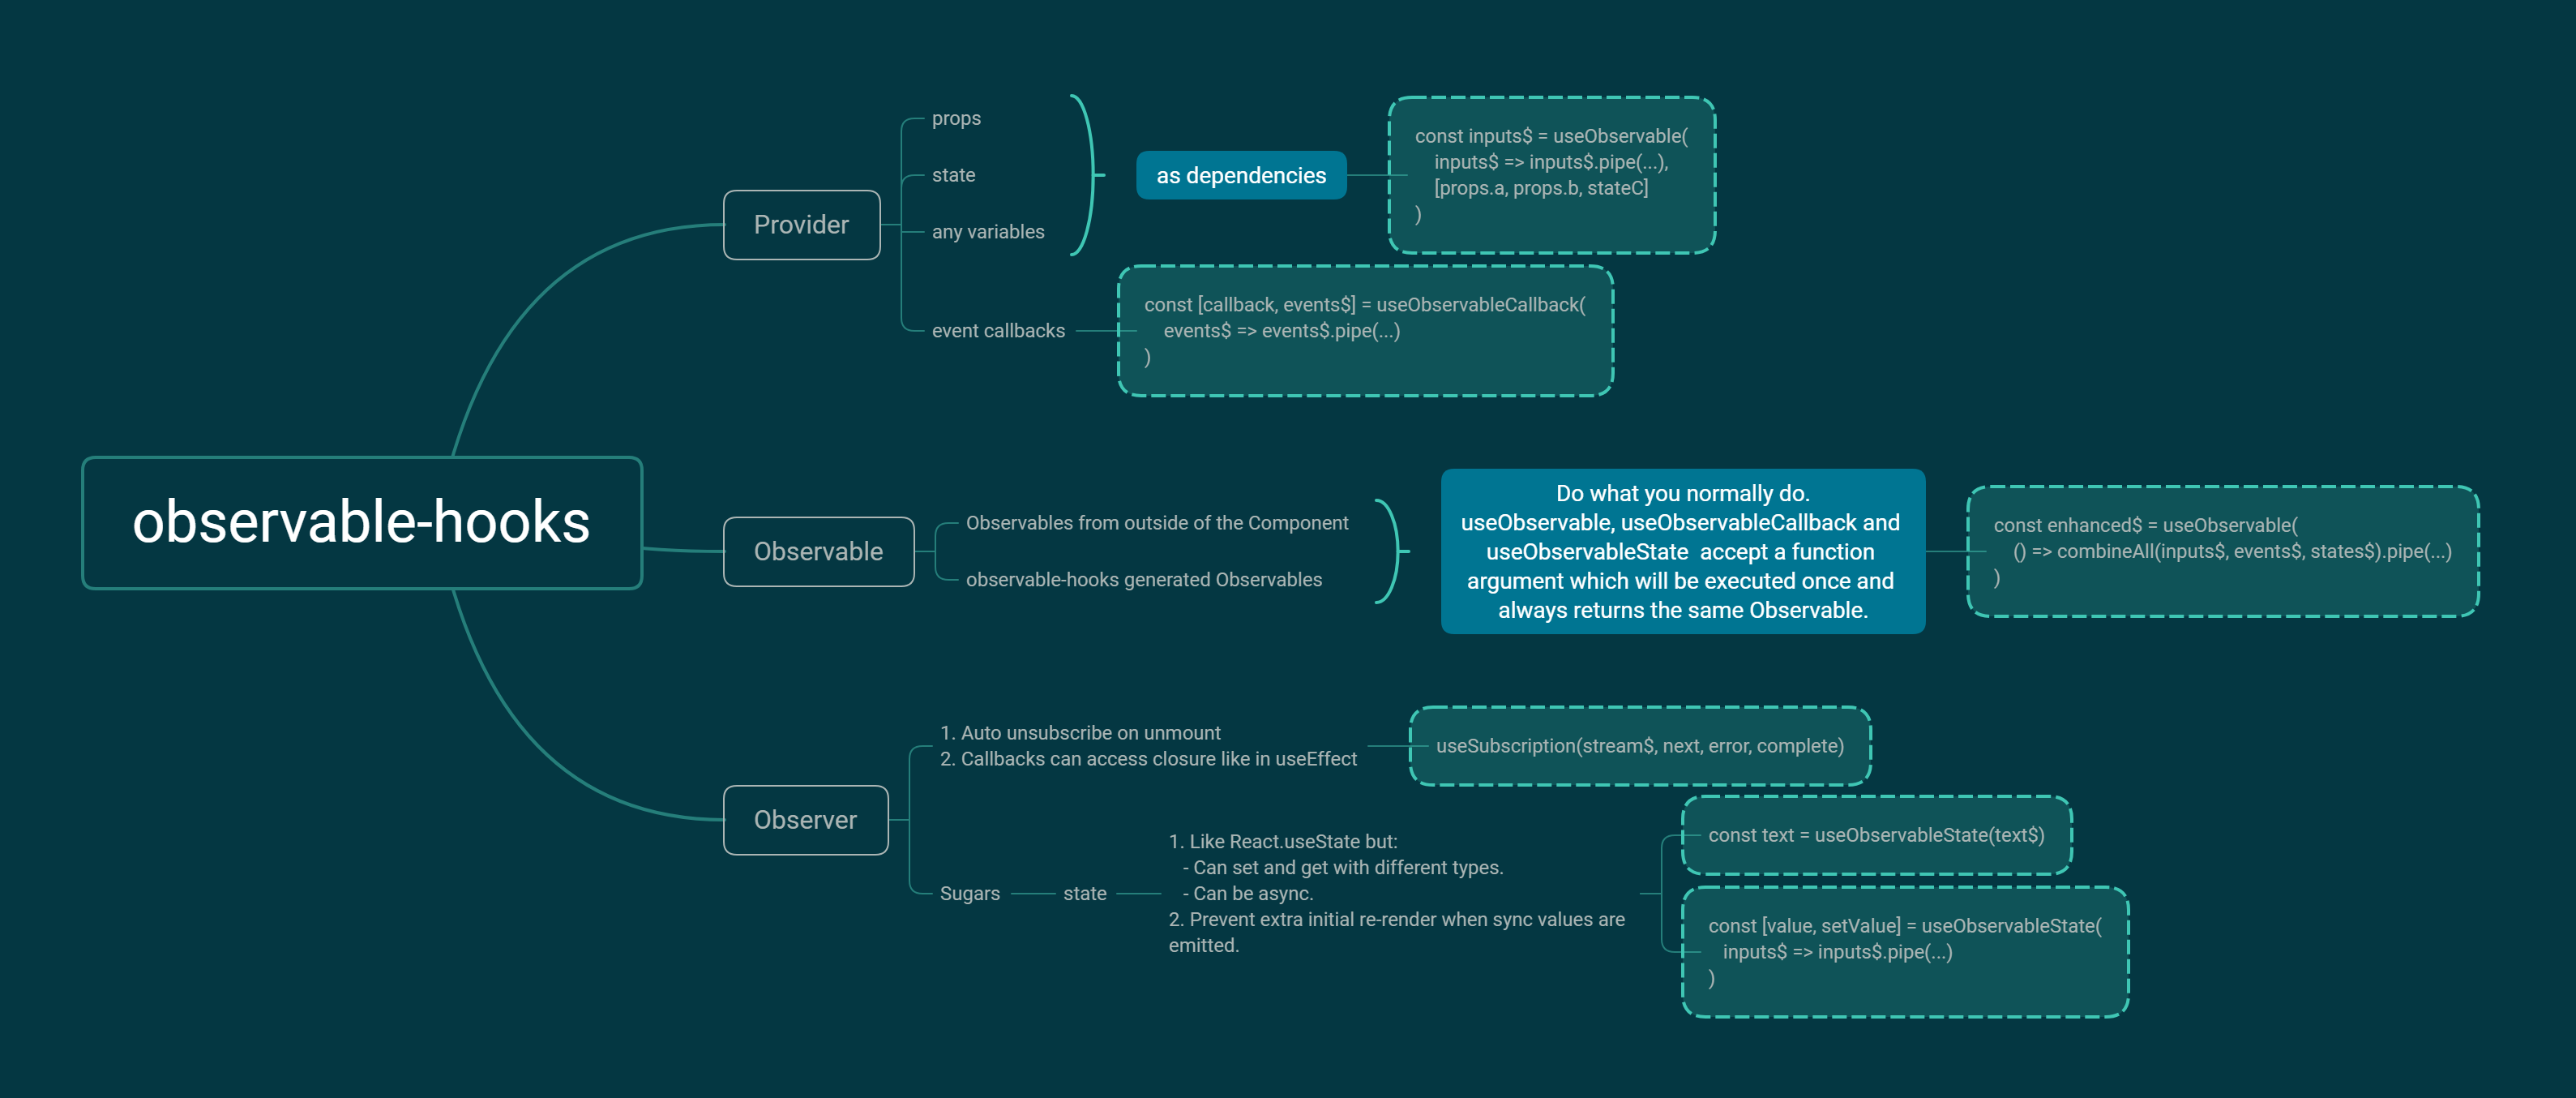 observable-hooks
Provider
props
state
any variables
as dependencies
const inputs$ = useObservable(
inputs$ => inputs$.pipe(...),
[props.a, props.b, stateC]
)
event callbacks
const [callback, events$] = useObservableCallback(
events$ => events$.pipe(...)
)
Observable
Observables from outside of the Component
observable-hooks generated Observables
Do what you normally do.
useObservable, useObservableCallback and
useObservableState  accept a function
argument which will be executed once and
always returns the same Observable.
const enhanced$ = useObservable(
() => combineAll(inputs$, events$, states$).pipe(...)
)
Observer
1. Auto unsubscribe on unmount
2. Callbacks can access closure like in useEffect
useSubscription(stream$, next, error, complete)
Sugars
state
1. Like React.useState but:
- Can set and get with different types.
- Can be async.
2. Prevent extra initial re-render when sync values are
emitted.
const text = useObservableState(text$)
const [value, setValue] = useObservableState(
inputs$ => inputs$.pipe(...)
)